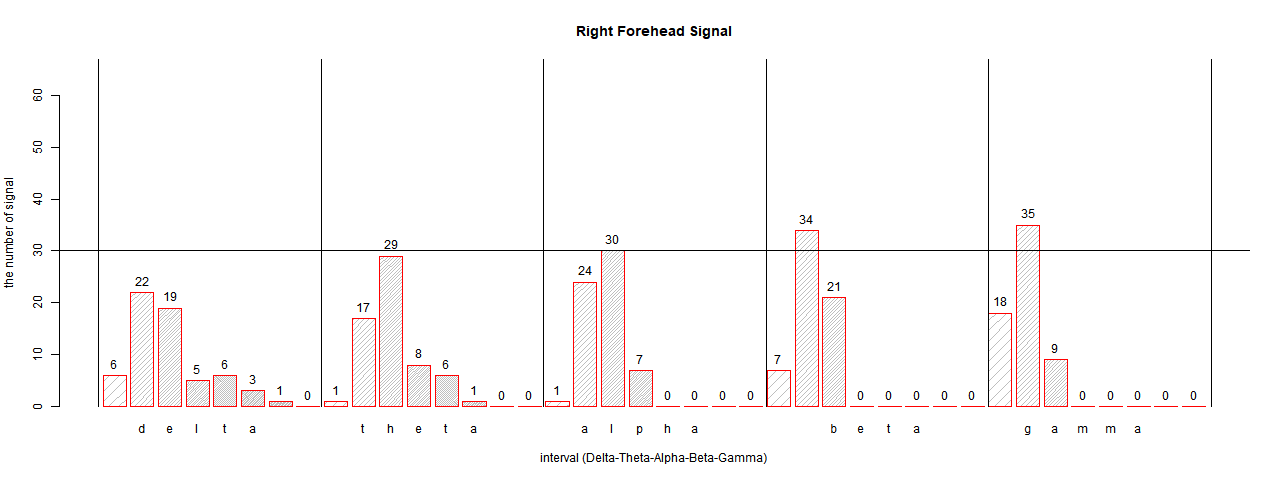 Right Forehead Signal
the number of signal
60
50
40
30
20
10
0
6 22 19 5 6 3 1 0 1 17 29 8 6 1 0 0 1 24 30 7 0 0 0 0 7 34 21 0 0 0 0 0 18 35 9 0 0 0 0 0
d e l t a t h e t a a l p h a b e t a g a m m a
interval (Delta-Theta-Alpha-Beta-Gamma)